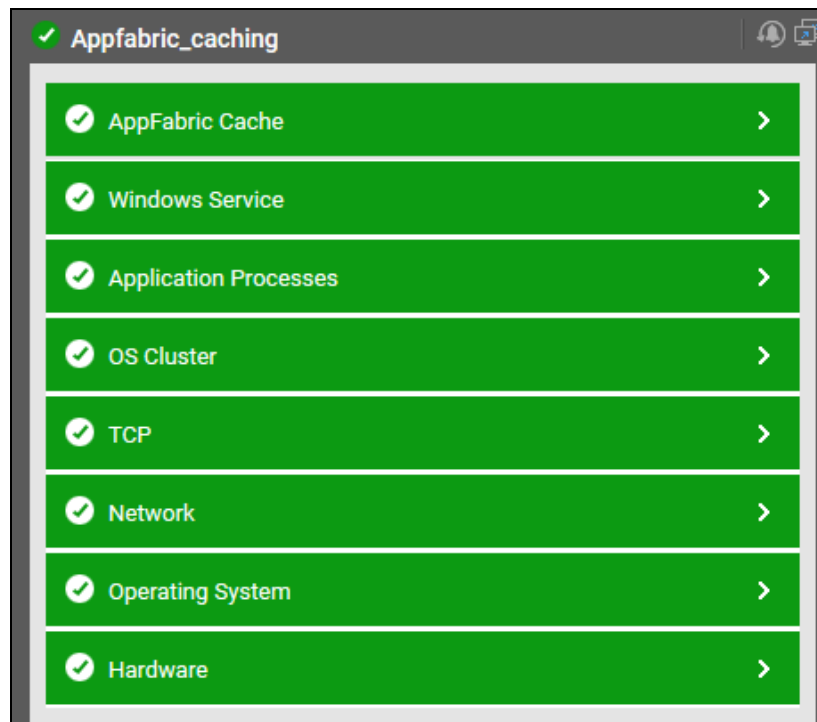 Appfabric_caching
AppFabric Cache
Windows Service
Application Processes
OS Cluster
TCP
Network
Operating System
Hardware